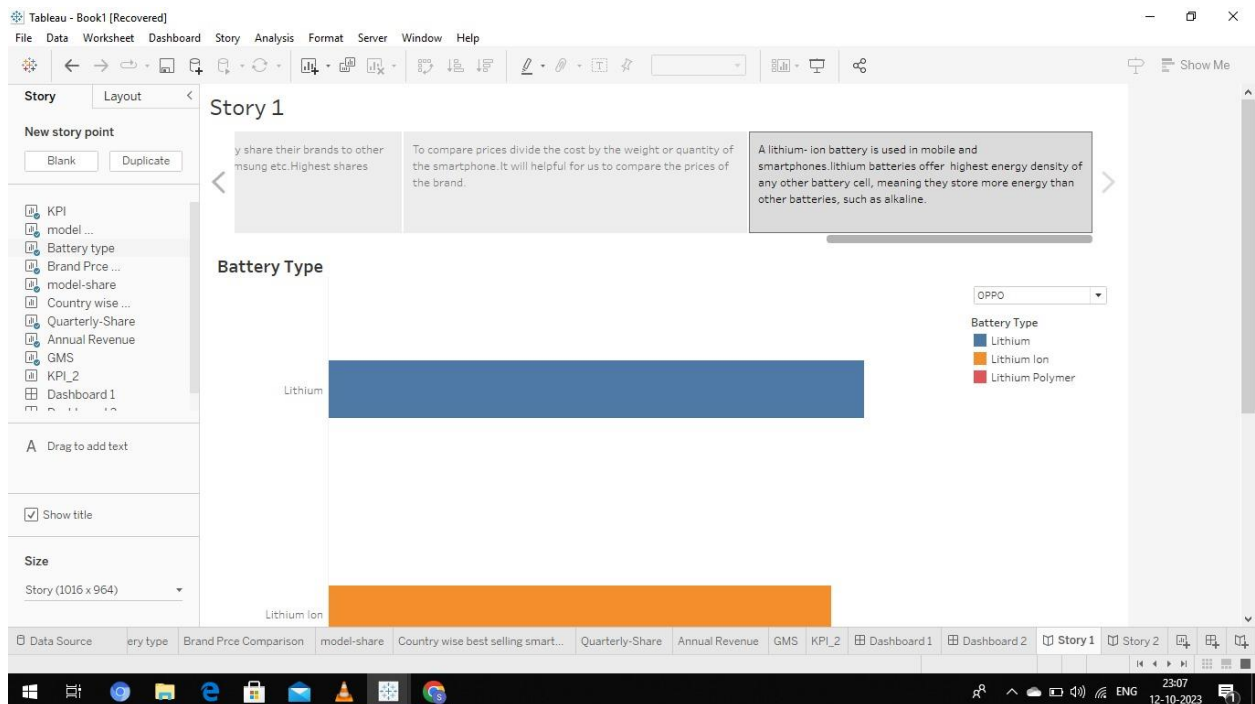 Tableau - Book1 [Recovered]
File Data Worksheet Dashboard Story Analysis Format Server Window Help
Show Me
Story Layout
New story point
Blank Duplicate
KPI
model ...
Battery type
Brand Prce ...
model-share
Country wise ...
Quarterly-Share
Annual Revenue
GMS
KPI_2
Dashboard 1
A Drag to add text
Show title
Size
Story (1016 x 964)
Story 1
y share their brands to other
msung etc.Highest shares
To compare prices divide the cost by the weight or quantity of
the smartphone.It will helpful for us to compare the prices of
the brand.
A lithium- ion battery is used in mobile and
smartphones.lithium batteries offer highest energy density of
any other battery cell, meaning they store more energy than
other batteries, such as alkaline.
Battery Type
OPPO
Battery Type
Lithium
Lithium Ion
Lithium Polymer
Lithium
Lithium Ion
Data Source ery type Brand Prce Comparison model-share Country wise best selling smart... Quarterly-Share Annual Revenue GMS KPI_2 Dashboard 1 Dashboard 2 Story 1 Story 2
ENG
23:07
12-10-2023
1